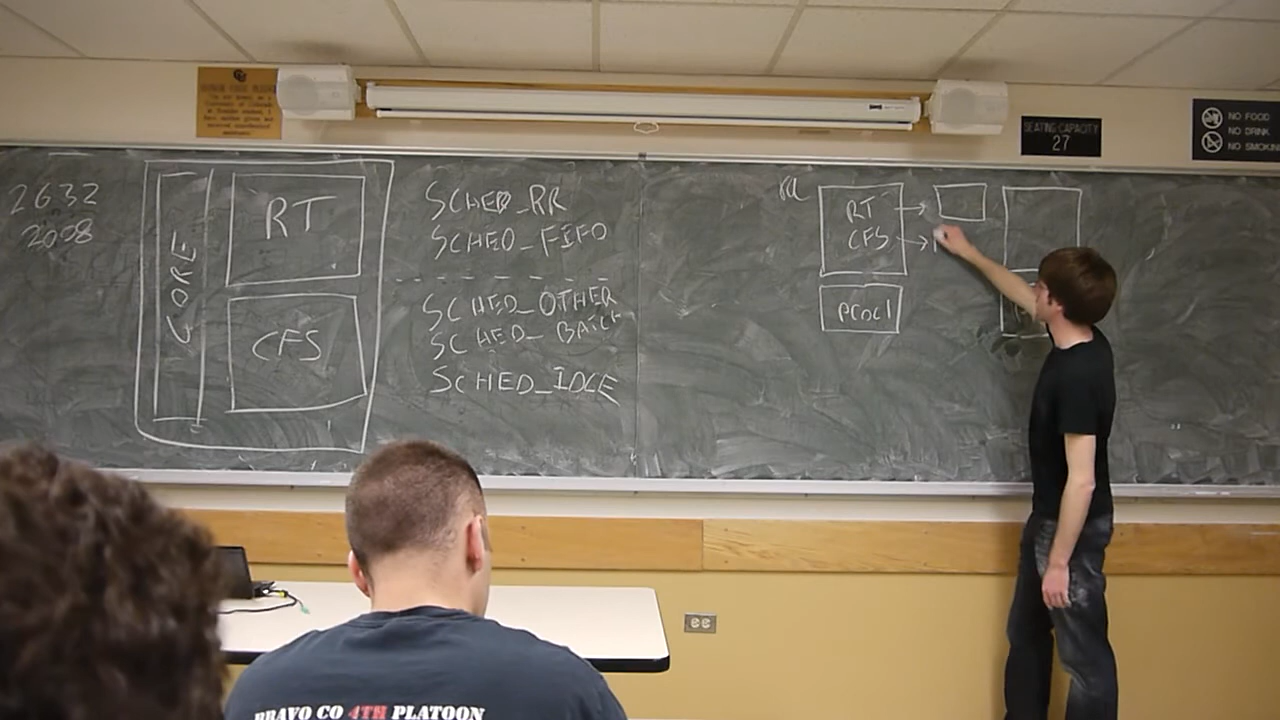 NO FOOD
NO DRINK
NO SMOKING
SEATING CAPACITY
27
2632
2008
CORE
RT
CFS
SCHED_RR
SCHED_FIFO
SCHED_OTHER
SCHED_BATCH
SCHED_IDLE
RT
CFS
PROC1
BRAVO CO 4TH PLATOON